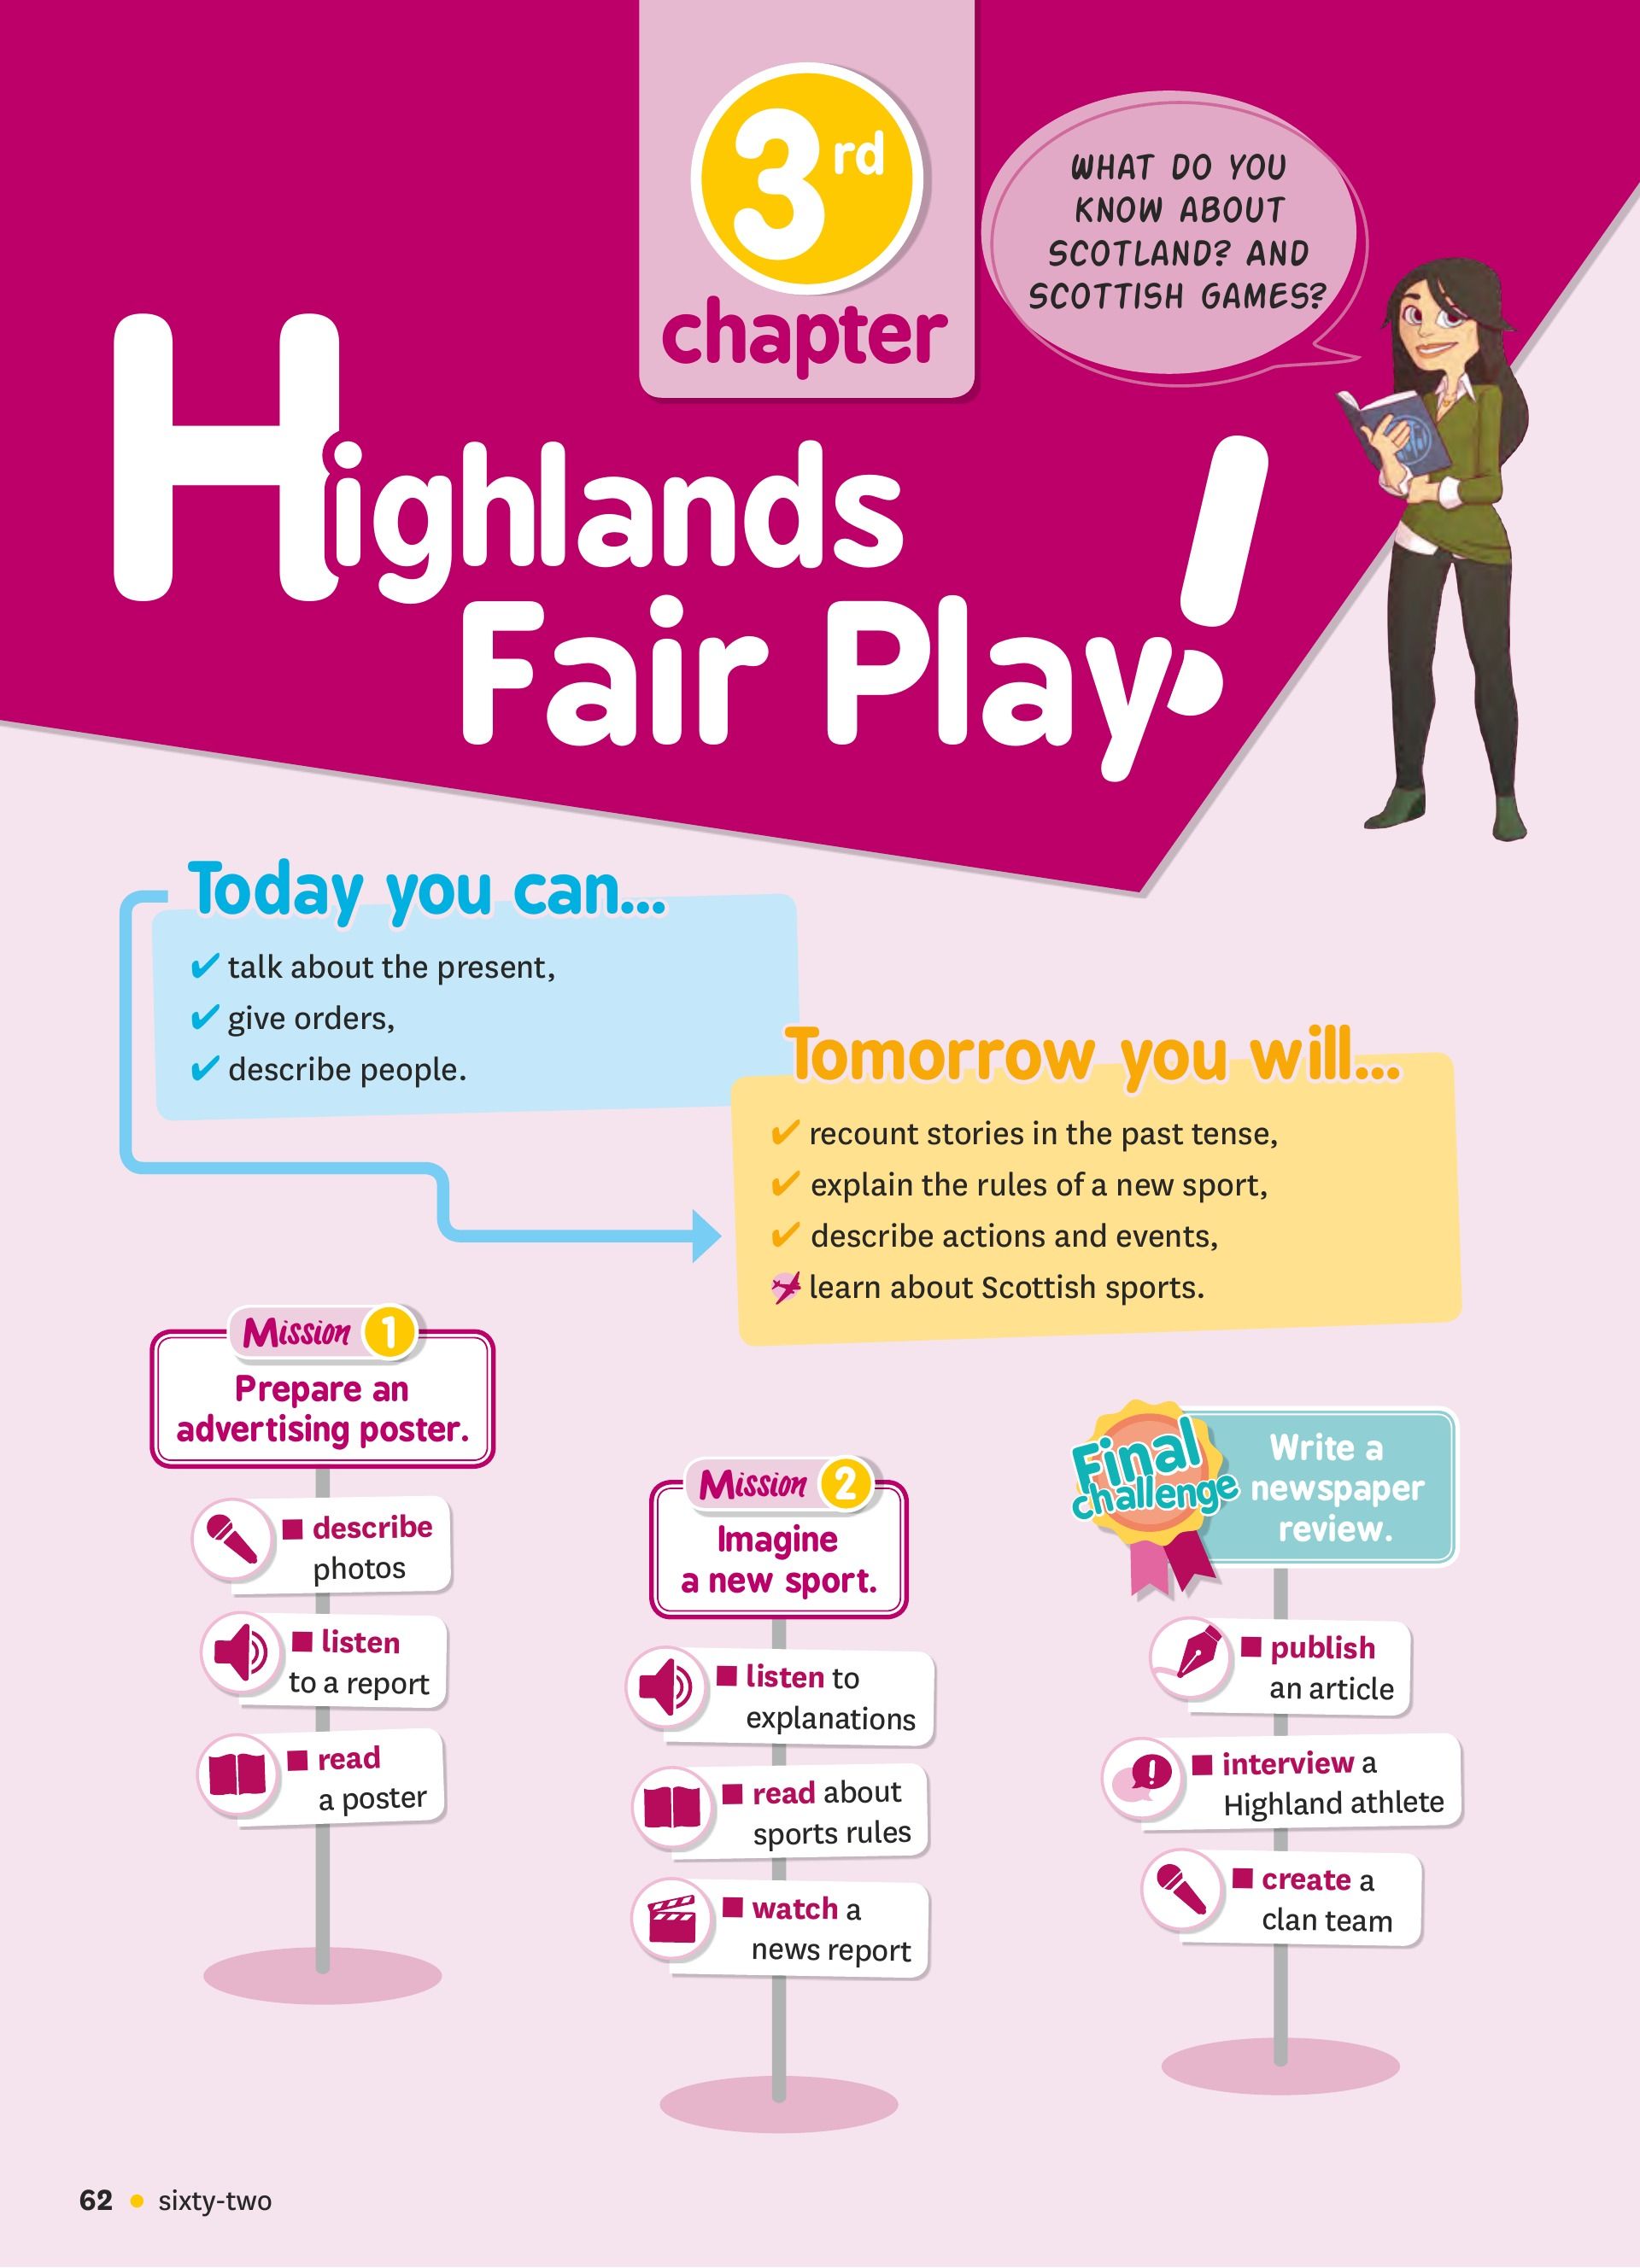 3rd
chapter
WHAT DO YOU
KNOW ABOUT
SCOTLAND? AND
SCOTTISH GAMES?
Highlands
Fair Play!
Today you can...
✔ talk about the present,
✔ give orders,
✔ describe people.
Tomorrow you will...
✔ recount stories in the past tense,
✔ explain the rules of a new sport,
✔ describe actions and events,
learn about Scottish sports.
Mission 1
Prepare an
advertising poster.
■ describe
photos
■ listen
to a report
■ read
a poster
Mission 2
Imagine
a new sport.
■ listen to
explanations
■ read about
sports rules
■ watch a
news report
Final
challenge
Write a
newspaper
review.
■ publish
an article
■ interview a
Highland athlete
■ create a
clan team
62 • sixty-two